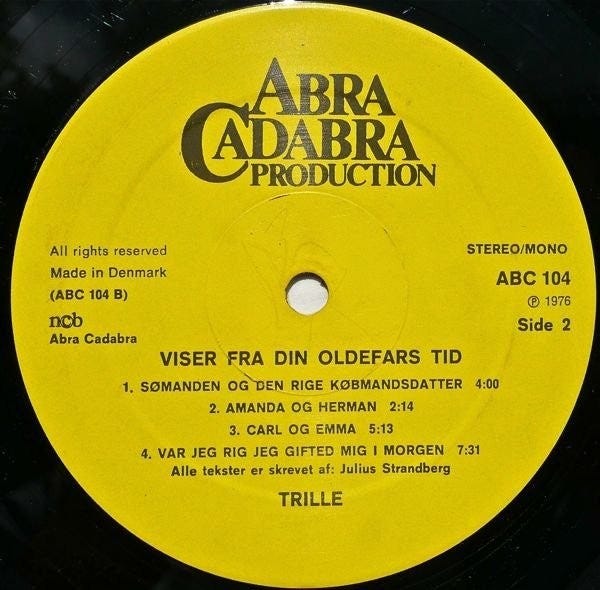 ABRA
CADABRA
PRODUCTION
All rights reserved
Made in Denmark
(ABC 104 B)
ncb
Abra Cadabra
STEREO/MONO
ABC 104
℗ 1976
Side 2
VISER FRA DIN OLDEFARS TID
1. SØMANDEN OG DEN RIGE KØBMANDSDATTER 4:00
2. AMANDA OG HERMAN 2:14
3. CARL OG EMMA 5:13
4. VAR JEG RIG JEG GIFTED MIG I MORGEN 7:31
Alle tekster er skrevet af: Julius Strandberg
TRILLE